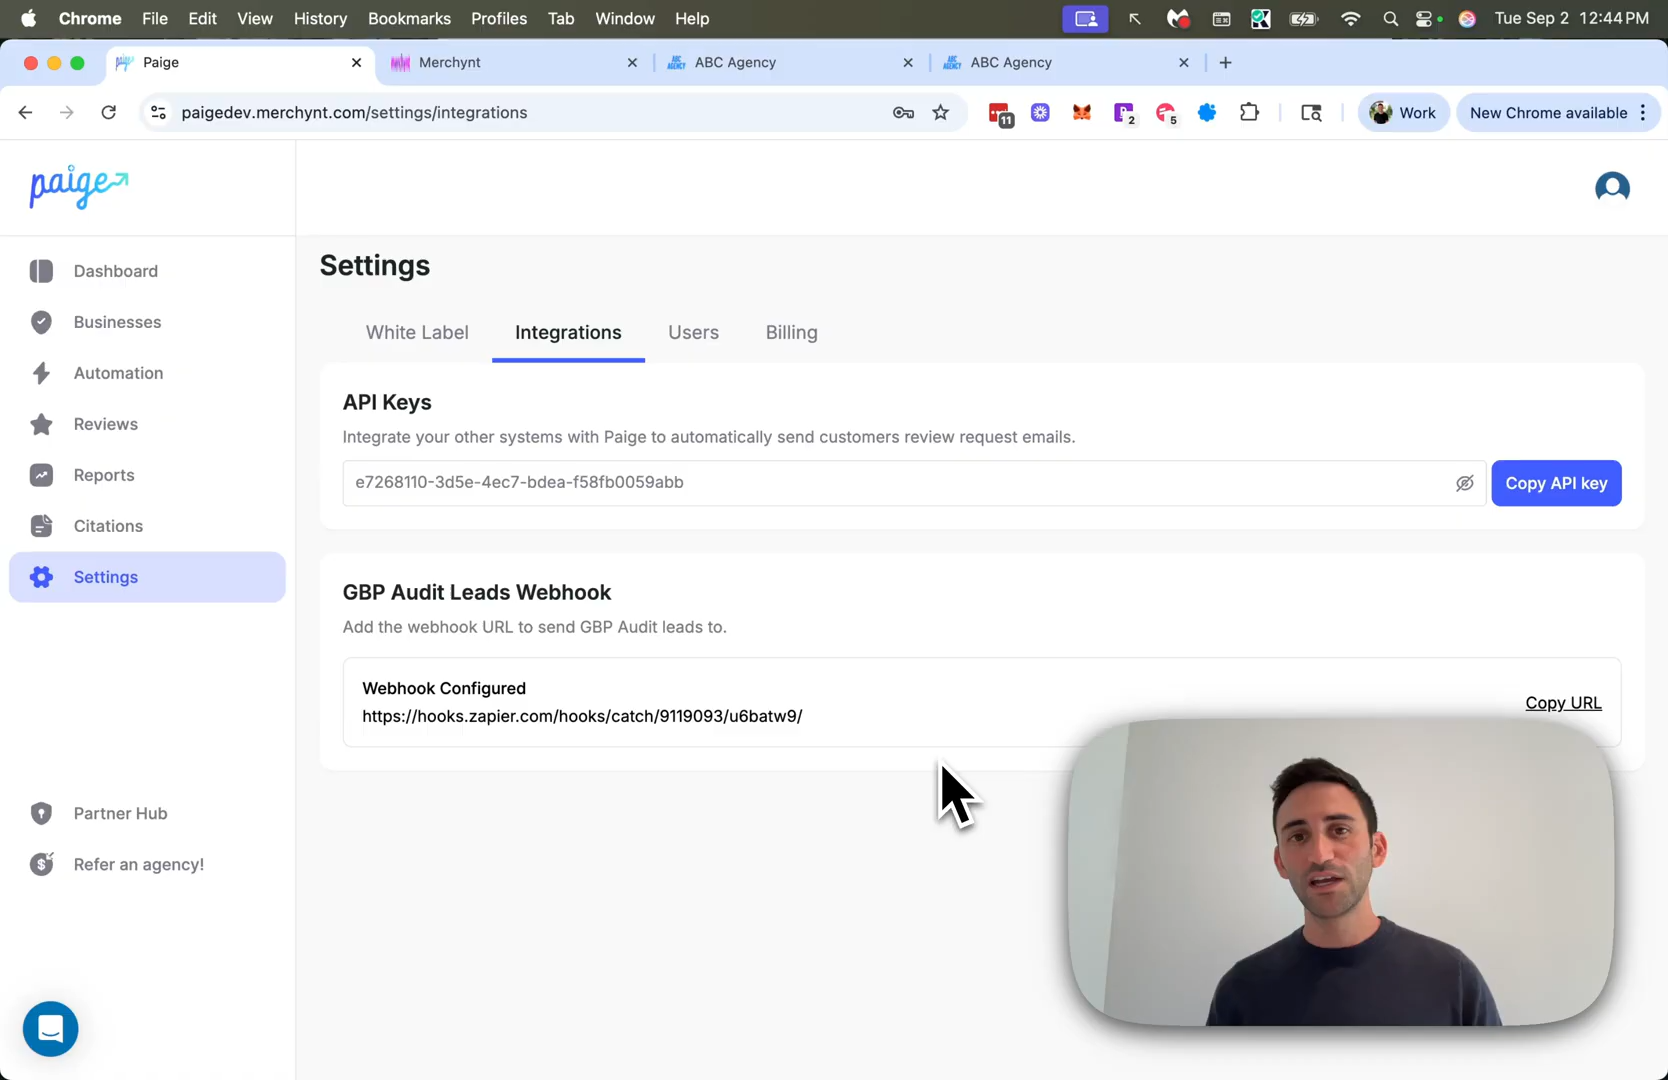 Chrome File Edit View History Bookmarks Profiles Tab Window Help Tue Sep 2 12:44 PM
Paige Merchynt ABC Agency ABC Agency
paigedev.merchynt.com/settings/integrations 11 2 5 Work New Chrome available
paige
Dashboard
Businesses
Automation
Reviews
Reports
Citations
Settings
Partner Hub
Refer an agency!
Settings
White Label Integrations Users Billing
API Keys
Integrate your other systems with Paige to automatically send customers review request emails.
e7268110-3d5e-4ec7-bdea-f58fb0059abb Copy API key
GBP Audit Leads Webhook
Add the webhook URL to send GBP Audit leads to.
Webhook Configured
https://hooks.zapier.com/hooks/catch/9119093/u6batw9/
Copy URL